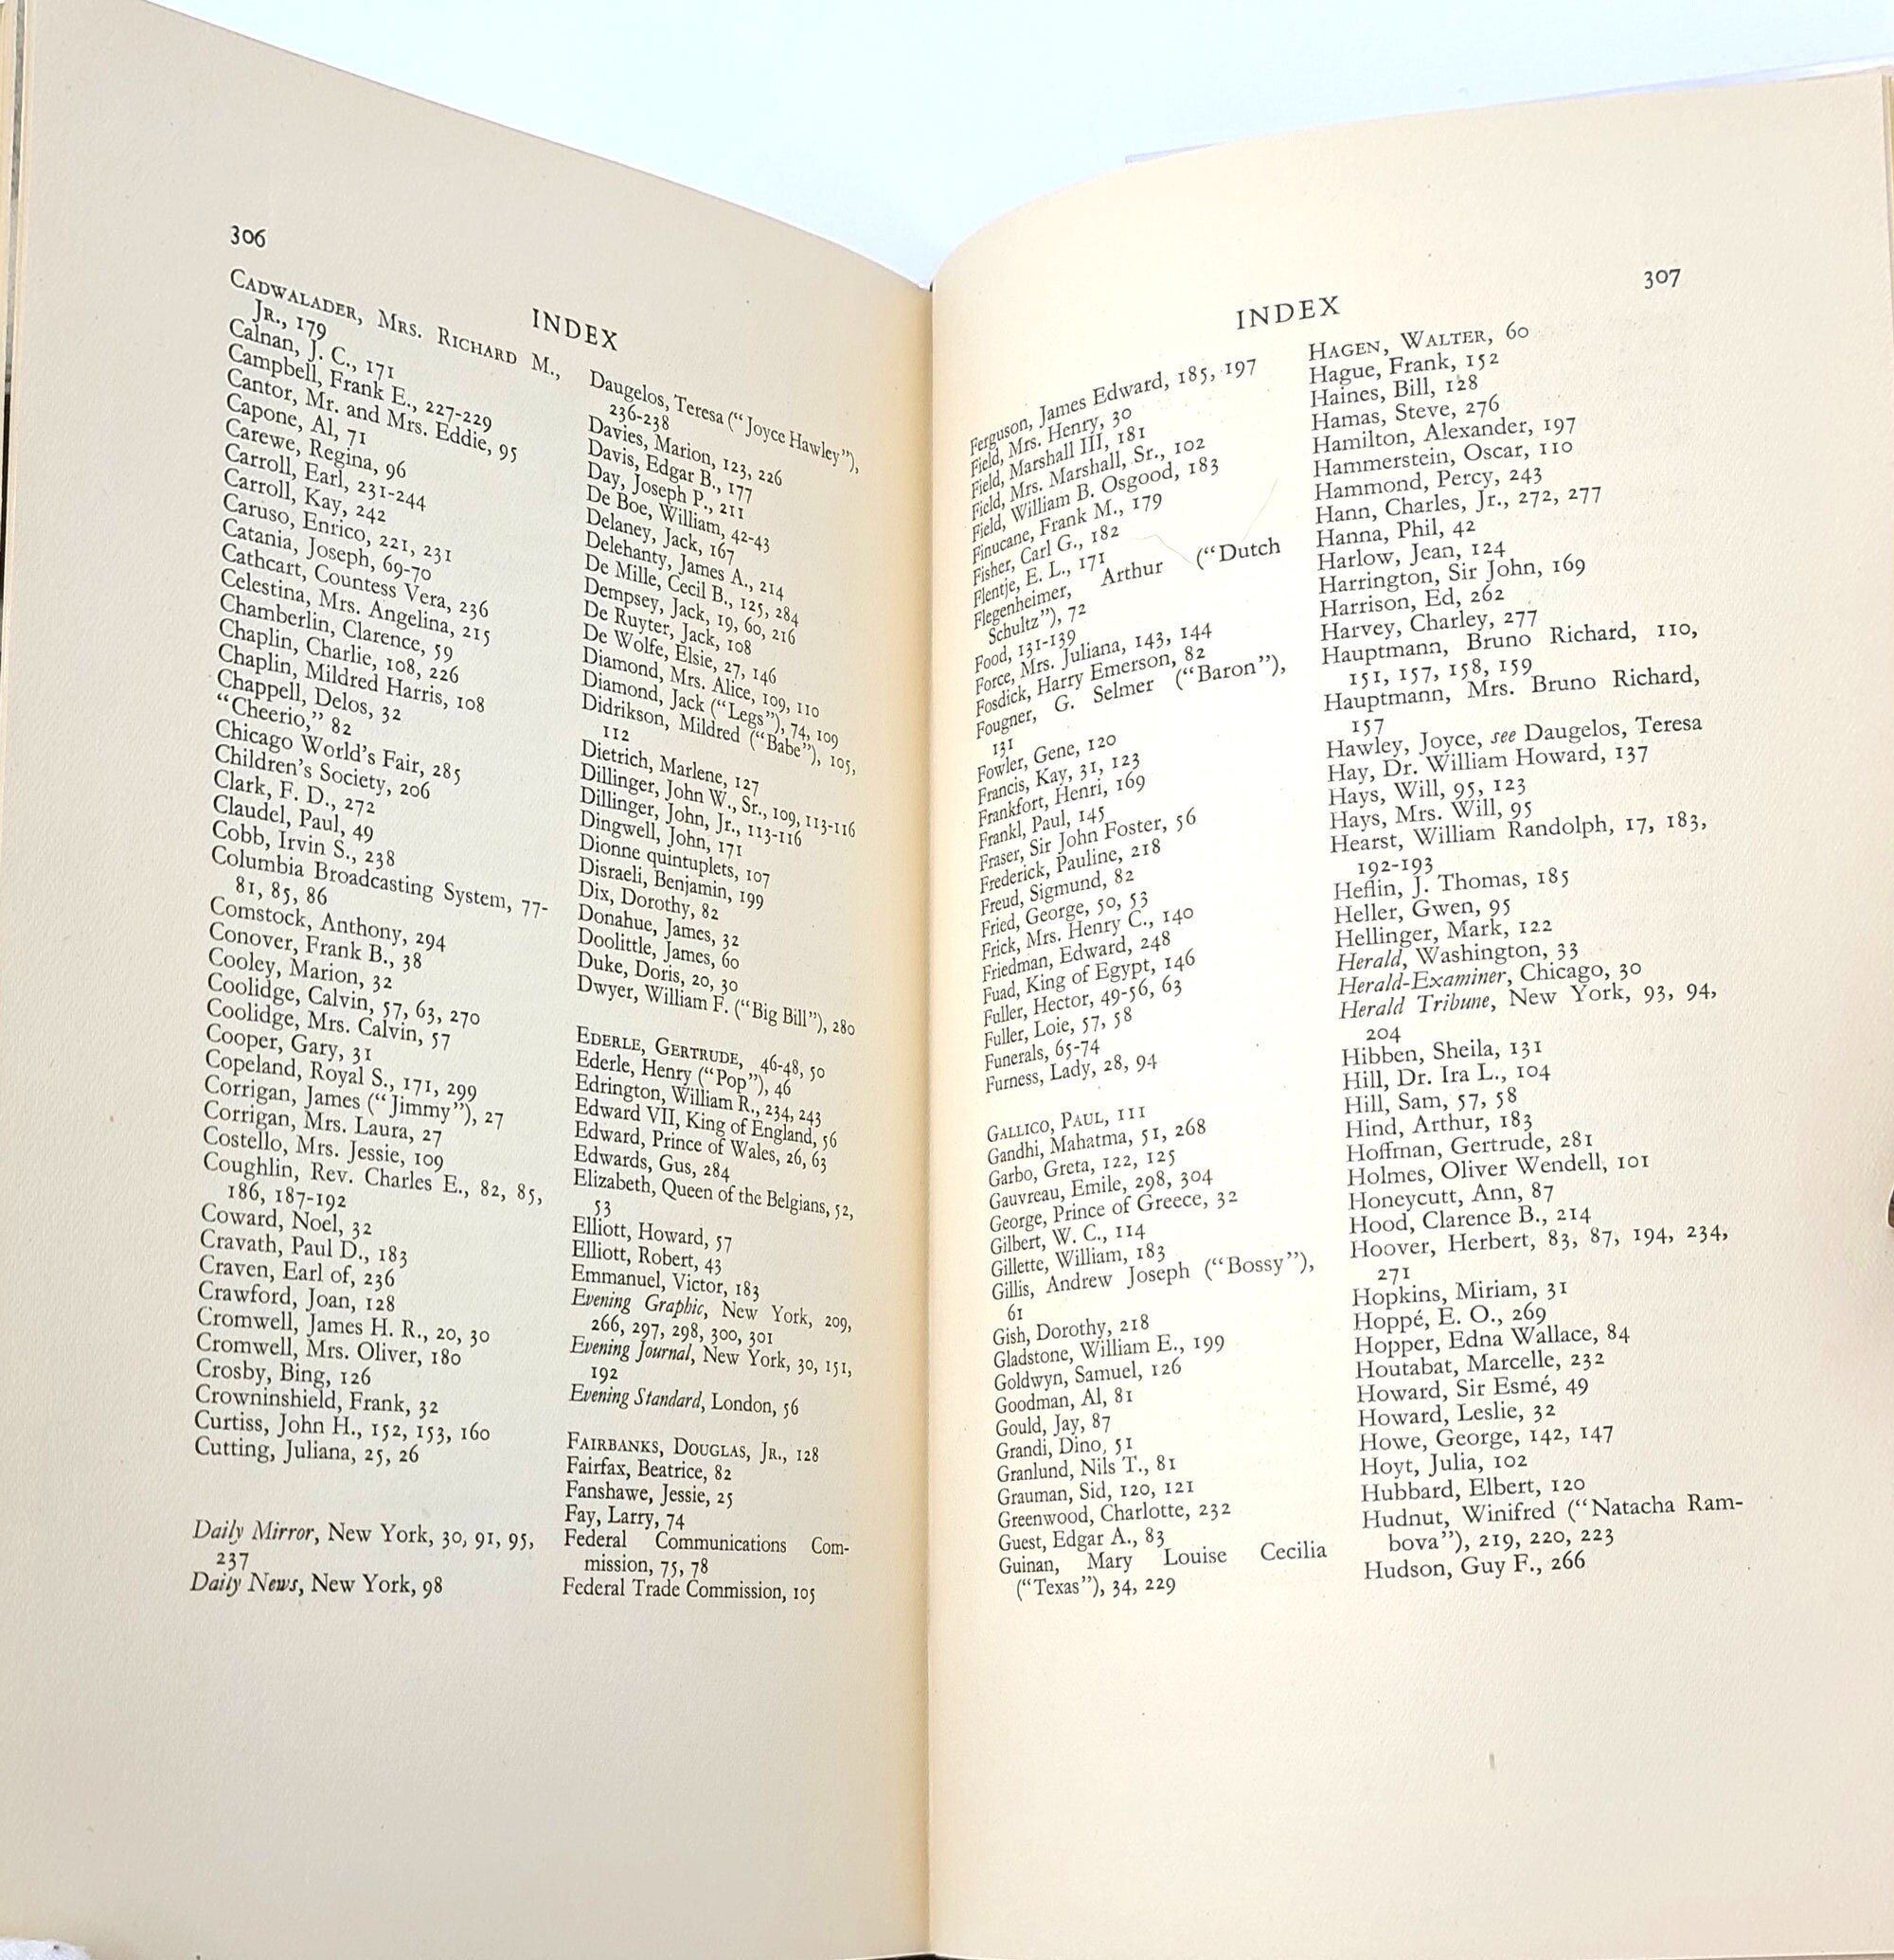 306
INDEX
CADWALADER, MRS. RICHARD M.,
JR., 179
Calnan, J. C., 171
Campbell, Frank E., 227-229
Cantor, Mr. and Mrs. Eddie, 95
Capone, Al, 71
Carewe, Regina, 96
Carroll, Earl, 231-244
Carroll, Kay, 242
Caruso, Enrico, 221, 231
Catania, Joseph, 69-70
Cathcart, Countess Vera, 236
Celestina, Mrs. Angelina, 215
Chamberlin, Clarence, 59
Chaplin, Charlie, 108, 226
Chaplin, Mildred Harris, 108
Chappell, Delos, 32
“Cheerio,” 82
Chicago World's Fair, 285
Children's Society, 206
Clark, F. D., 272
Claudel, Paul, 49
Cobb, Irvin S., 238
Columbia Broadcasting System, 77-
81, 85, 86
Comstock, Anthony, 294
Conover, Frank B., 38
Cooley, Marion, 32
Coolidge, Calvin, 57, 63, 270
Coolidge, Mrs. Calvin, 57
Cooper, Gary, 31
Copeland, Royal S., 171, 299
Corrigan, James (“Jimmy”), 27
Corrigan, Mrs. Laura, 27
Costello, Mrs. Jessie, 109
Coughlin, Rev. Charles E., 82, 85,
186, 187-192
Coward, Noel, 32
Cravath, Paul D., 183
Craven, Earl of, 236
Crawford, Joan, 128
Cromwell, James H. R., 20, 30
Cromwell, Mrs. Oliver, 180
Crosby, Bing, 126
Crowninshield, Frank, 32
Curtiss, John H., 152, 153, 160
Cutting, Juliana, 25, 26
Daily Mirror, New York, 30, 91, 95,
237
Daily News, New York, 98
Daugelos, Teresa (“Joyce Hawley”),
236-238
Davies, Marion, 123, 226
Davis, Edgar B., 177
Day, Joseph P., 211
De Boe, William, 42-43
Delaney, Jack, 167
Delehanty, James A., 214
De Mille, Cecil B., 125, 284
Dempsey, Jack, 19, 60, 216
De Ruyter, Jack, 108
De Wolfe, Elsie, 27, 146
Diamond, Mrs. Alice, 109, 110
Diamond, Jack (“Legs”), 74, 109
Didrikson, Mildred (“Babe”), 105,
112
Dietrich, Marlene, 127
Dillinger, John W., Sr., 109, 113-116
Dillinger, John, Jr., 113-116
Dingwell, John, 171
Dionne quintuplets, 107
Disraeli, Benjamin, 199
Dix, Dorothy, 82
Donahue, James, 32
Doolittle, James, 60
Duke, Doris, 20, 30
Dwyer, William F. (“Big Bill”), 280
EDERLE, GERTRUDE, 46-48, 50
Ederle, Henry (“Pop”), 46
Edrington, William R., 234, 243
Edward VII, King of England, 56
Edward, Prince of Wales, 26, 63
Edwards, Gus, 284
Elizabeth, Queen of the Belgians, 52,
53
Elliott, Howard, 57
Elliott, Robert, 43
Emmanuel, Victor, 183
Evening Graphic, New York, 209,
266, 297, 298, 300, 301
Evening Journal, New York, 30, 151,
192
Evening Standard, London, 56
FAIRBANKS, DOUGLAS, JR., 128
Fairfax, Beatrice, 82
Fanshawe, Jessie, 25
Fay, Larry, 74
Federal Communications Com-
mission, 75, 78
Federal Trade Commission, 105
307
INDEX
Ferguson, James Edward, 185, 197
Field, Mrs. Henry, 30
Field, Marshall III, 181
Field, Mrs. Marshall, Sr., 102
Field, William B. Osgood, 183
Finucane, Frank M., 179
Fisher, Carl G., 182
Flentje, E. L., 171
Flegenheimer, Arthur (“Dutch
Schultz”), 72
Food, 131-139
Force, Mrs. Juliana, 143, 144
Fosdick, Harry Emerson, 82
Fougner, G. Selmer (“Baron”),
131
Fowler, Gene, 120
Francis, Kay, 31, 123
Frankfort, Henri, 169
Frankl, Paul, 145
Fraser, Sir John Foster, 56
Frederick, Pauline, 218
Freud, Sigmund, 82
Fried, George, 50, 53
Frick, Mrs. Henry C., 140
Friedman, Edward, 248
Fuad, King of Egypt, 146
Fuller, Hector, 49-56, 63
Fuller, Loie, 57, 58
Funerals, 65-74
Furness, Lady, 28, 94
GALLICO, PAUL, 111
Gandhi, Mahatma, 51, 268
Garbo, Greta, 122, 125
Gauvreau, Emile, 298, 304
George, Prince of Greece, 32
Gilbert, W. C., 114
Gillette, William, 183
Gillis, Andrew Joseph (“Bossy”),
61
Gish, Dorothy, 218
Gladstone, William E., 199
Goldwyn, Samuel, 126
Goodman, Al, 81
Gould, Jay, 87
Grandi, Dino, 51
Granlund, Nils T., 81
Grauman, Sid, 120, 121
Greenwood, Charlotte, 232
Guest, Edgar A., 83
Guinan, Mary Louise Cecilia
(“Texas”), 34, 229
HAGEN, WALTER, 60
Hague, Frank, 152
Haines, Bill, 128
Hamas, Steve, 276
Hamilton, Alexander, 197
Hammerstein, Oscar, 110
Hammond, Percy, 243
Hann, Charles, Jr., 272, 277
Hanna, Phil, 42
Harlow, Jean, 124
Harrington, Sir John, 169
Harrison, Ed, 262
Harvey, Charley, 277
Hauptmann, Bruno Richard, 110,
151, 157, 158, 159
Hauptmann, Mrs. Bruno Richard,
157
Hawley, Joyce, see Daugelos, Teresa
Hay, Dr. William Howard, 137
Hays, Will, 95, 123
Hays, Mrs. Will, 95
Hearst, William Randolph, 17, 183,
192-193
Heflin, J. Thomas, 185
Heller, Gwen, 95
Hellinger, Mark, 122
Herald, Washington, 33
Herald-Examiner, Chicago, 30
Herald Tribune, New York, 93, 94,
204
Hibben, Sheila, 131
Hill, Dr. Ira L., 104
Hill, Sam, 57, 58
Hind, Arthur, 183
Hoffman, Gertrude, 281
Holmes, Oliver Wendell, 101
Honeycutt, Ann, 87
Hood, Clarence B., 214
Hoover, Herbert, 83, 87, 194, 234,
271
Hopkins, Miriam, 31
Hoppé, E. O., 269
Hopper, Edna Wallace, 84
Houtabat, Marcelle, 232
Howard, Sir Esmé, 49
Howard, Leslie, 32
Howe, George, 142, 147
Hoyt, Julia, 102
Hubbard, Elbert, 120
Hudnut, Winifred (“Natacha Ram-
bova”), 219, 220, 223
Hudson, Guy F., 266